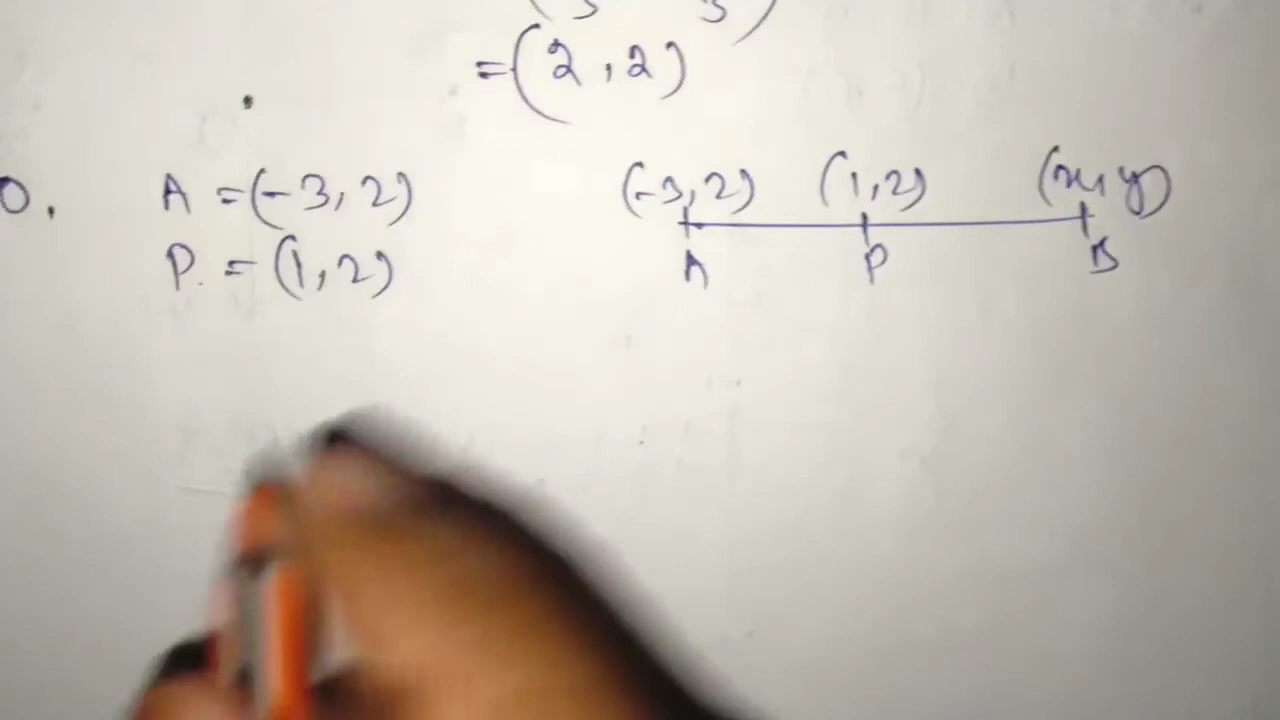 = (2, 2)
0. A = (-3, 2) (-3, 2) (1, 2) (x, y)
P. = (1, 2) A P B